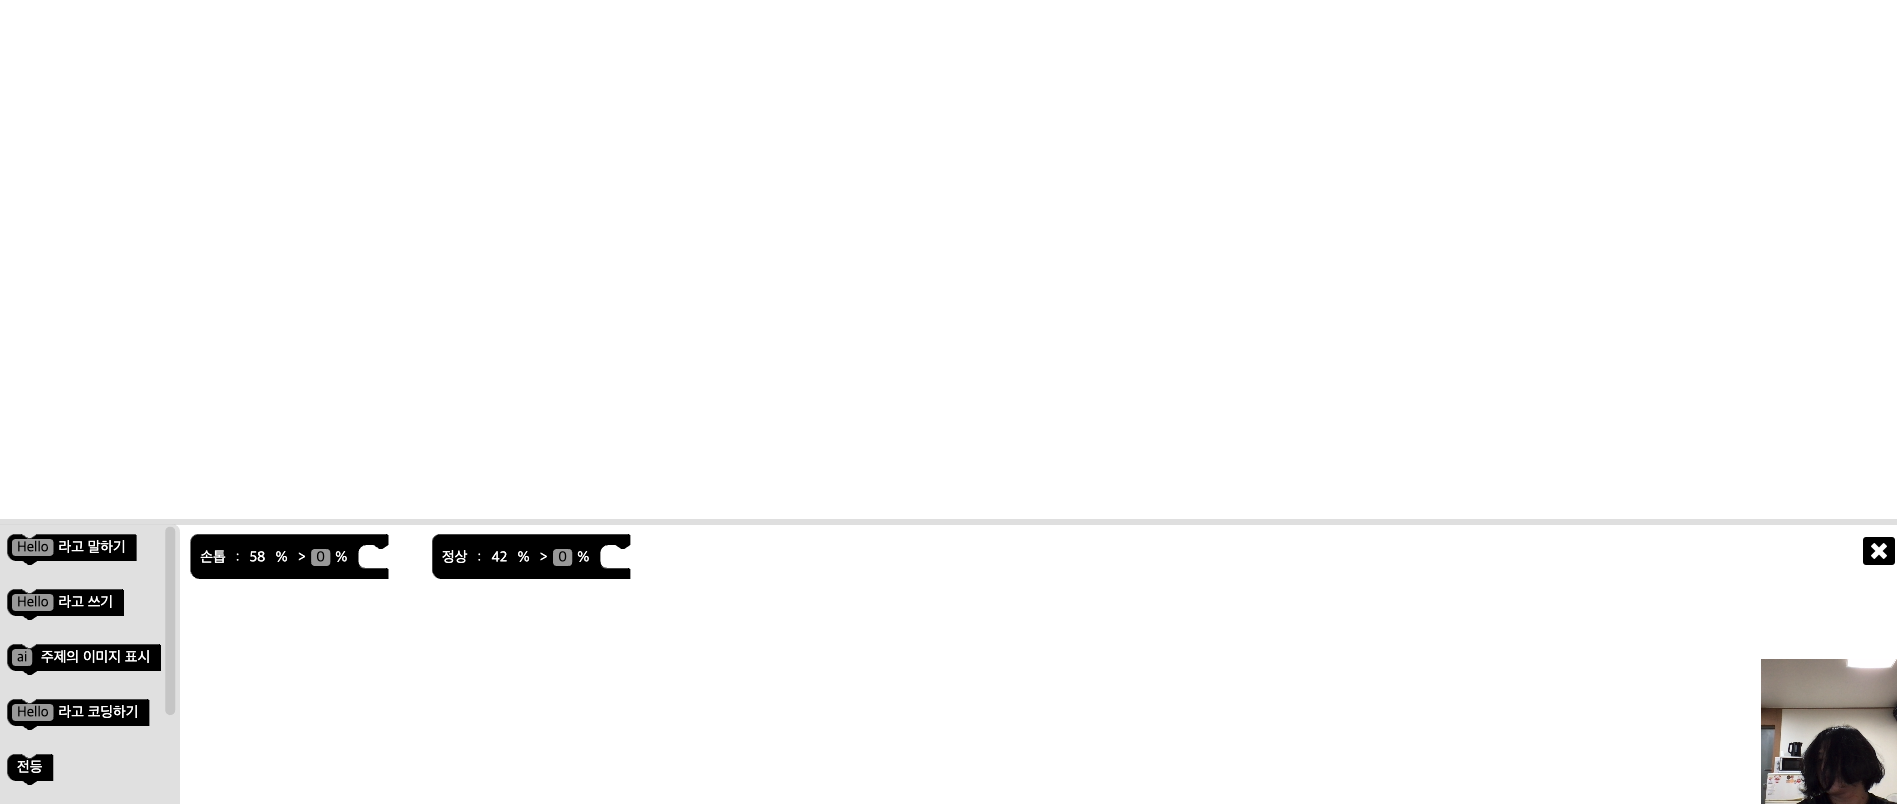 Hello 라고 말하기
손톱 : 58 % > 0 %
정상 : 42 % > 0 %
Hello 라고 쓰기
ai 주제의 이미지 표시
Hello 라고 코딩하기
전등